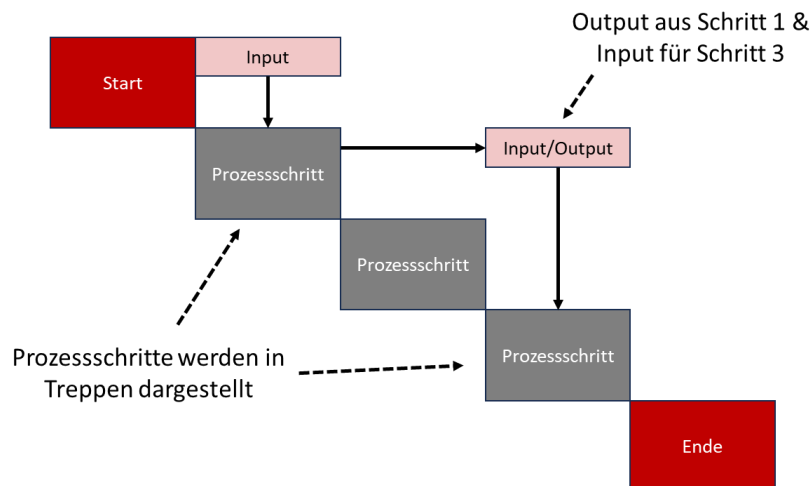 Output aus Schritt 1 &
Input für Schritt 3
Start
Input
Prozessschritt
Input/Output
Prozessschritt
Prozessschritte werden in
Treppen dargestellt
Prozessschritt
Ende